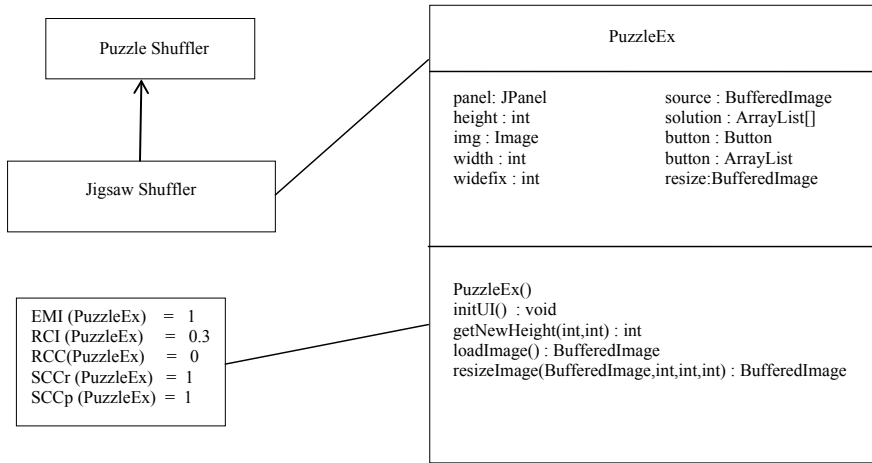 Puzzle Shuffler
Jigsaw Shuffler
EMI (PuzzleEx) = 1
RCI (PuzzleEx) = 0.3
RCC(PuzzleEx) = 0
SCCr (PuzzleEx) = 1
SCCp (PuzzleEx) = 1
PuzzleEx
panel: JPanel
height : int
img : Image
width : int
widefix : int
source : BufferedImage
solution : ArrayList[]
button : Button
button : ArrayList
resize:BufferedImage
PuzzleEx()
initUI() : void
getNewHeight(int,int) : int
loadImage() : BufferedImage
resizeImage(BufferedImage,int,int,int) : BufferedImage